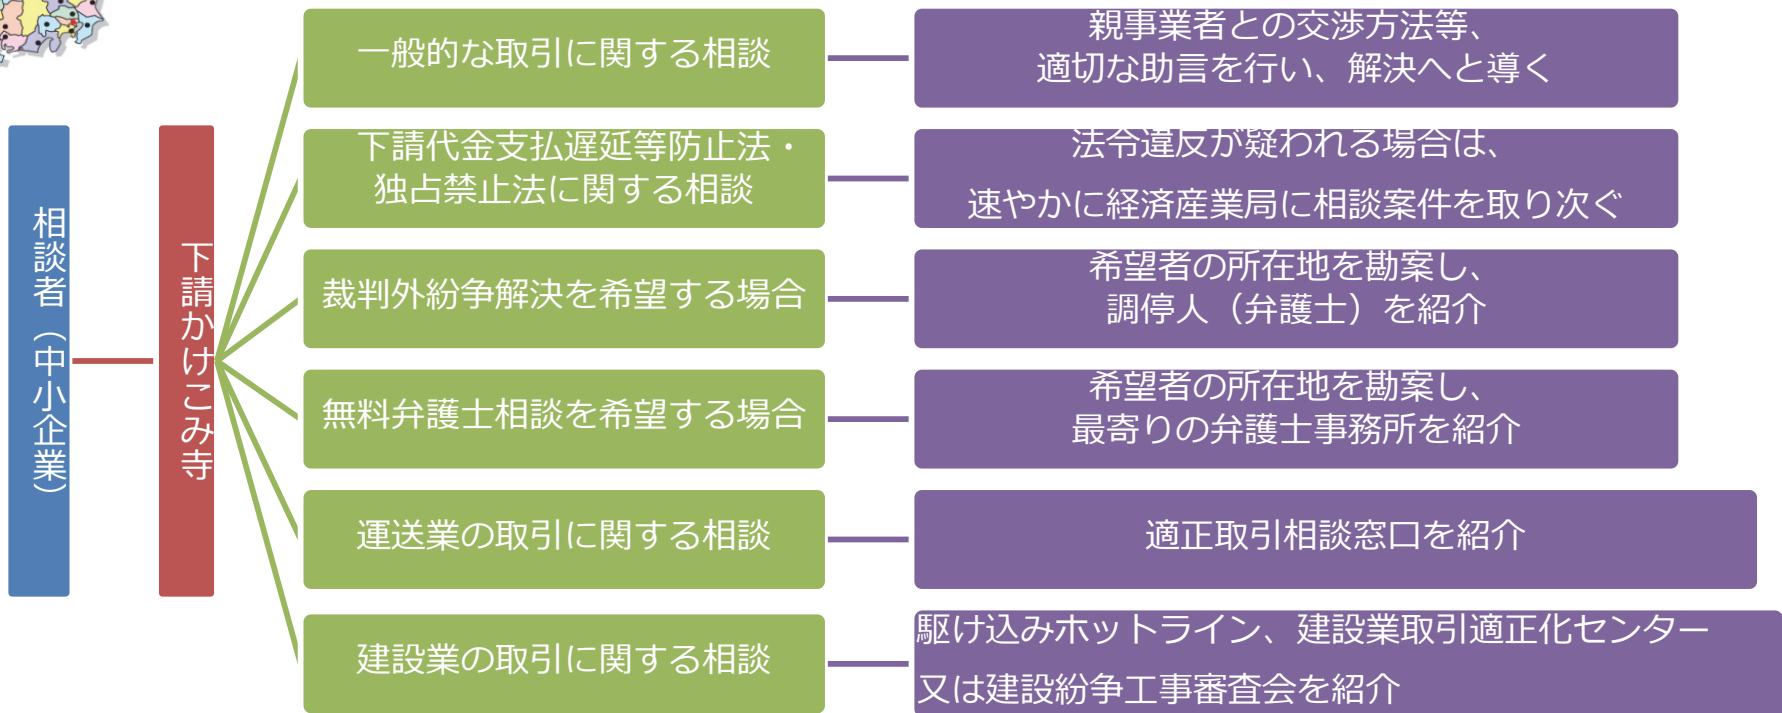 相談者（中小企業）
下請かけこみ寺
一般的な取引に関する相談
親事業者との交渉方法等、
適切な助言を行い、解決へと導く
下請代金支払遅延等防止法・
独占禁止法に関する相談
法令違反が疑われる場合は、
速やかに経済産業局に相談案件を取り次ぐ
裁判外紛争解決を希望する場合
希望者の所在地を勘案し、
調停人（弁護士）を紹介
無料弁護士相談を希望する場合
希望者の所在地を勘案し、
最寄りの弁護士事務所を紹介
運送業の取引に関する相談
適正取引相談窓口を紹介
建設業の取引に関する相談
駆け込みホットライン、建設業取引適正化センター
又は建設紛争工事審査会を紹介